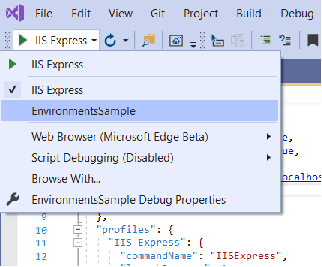 File Edit View Git Project Build Debug
IIS Express
IIS Express
IIS Express
EnvironmentsSample
Web Browser (Microsoft Edge Beta)
Script Debugging (Disabled)
Browse With...
EnvironmentsSample Debug Properties
ue,
ocalhos
9 },
10 "profiles": {
11 "IIS Express": {
12 "commandName": "IISExpress",